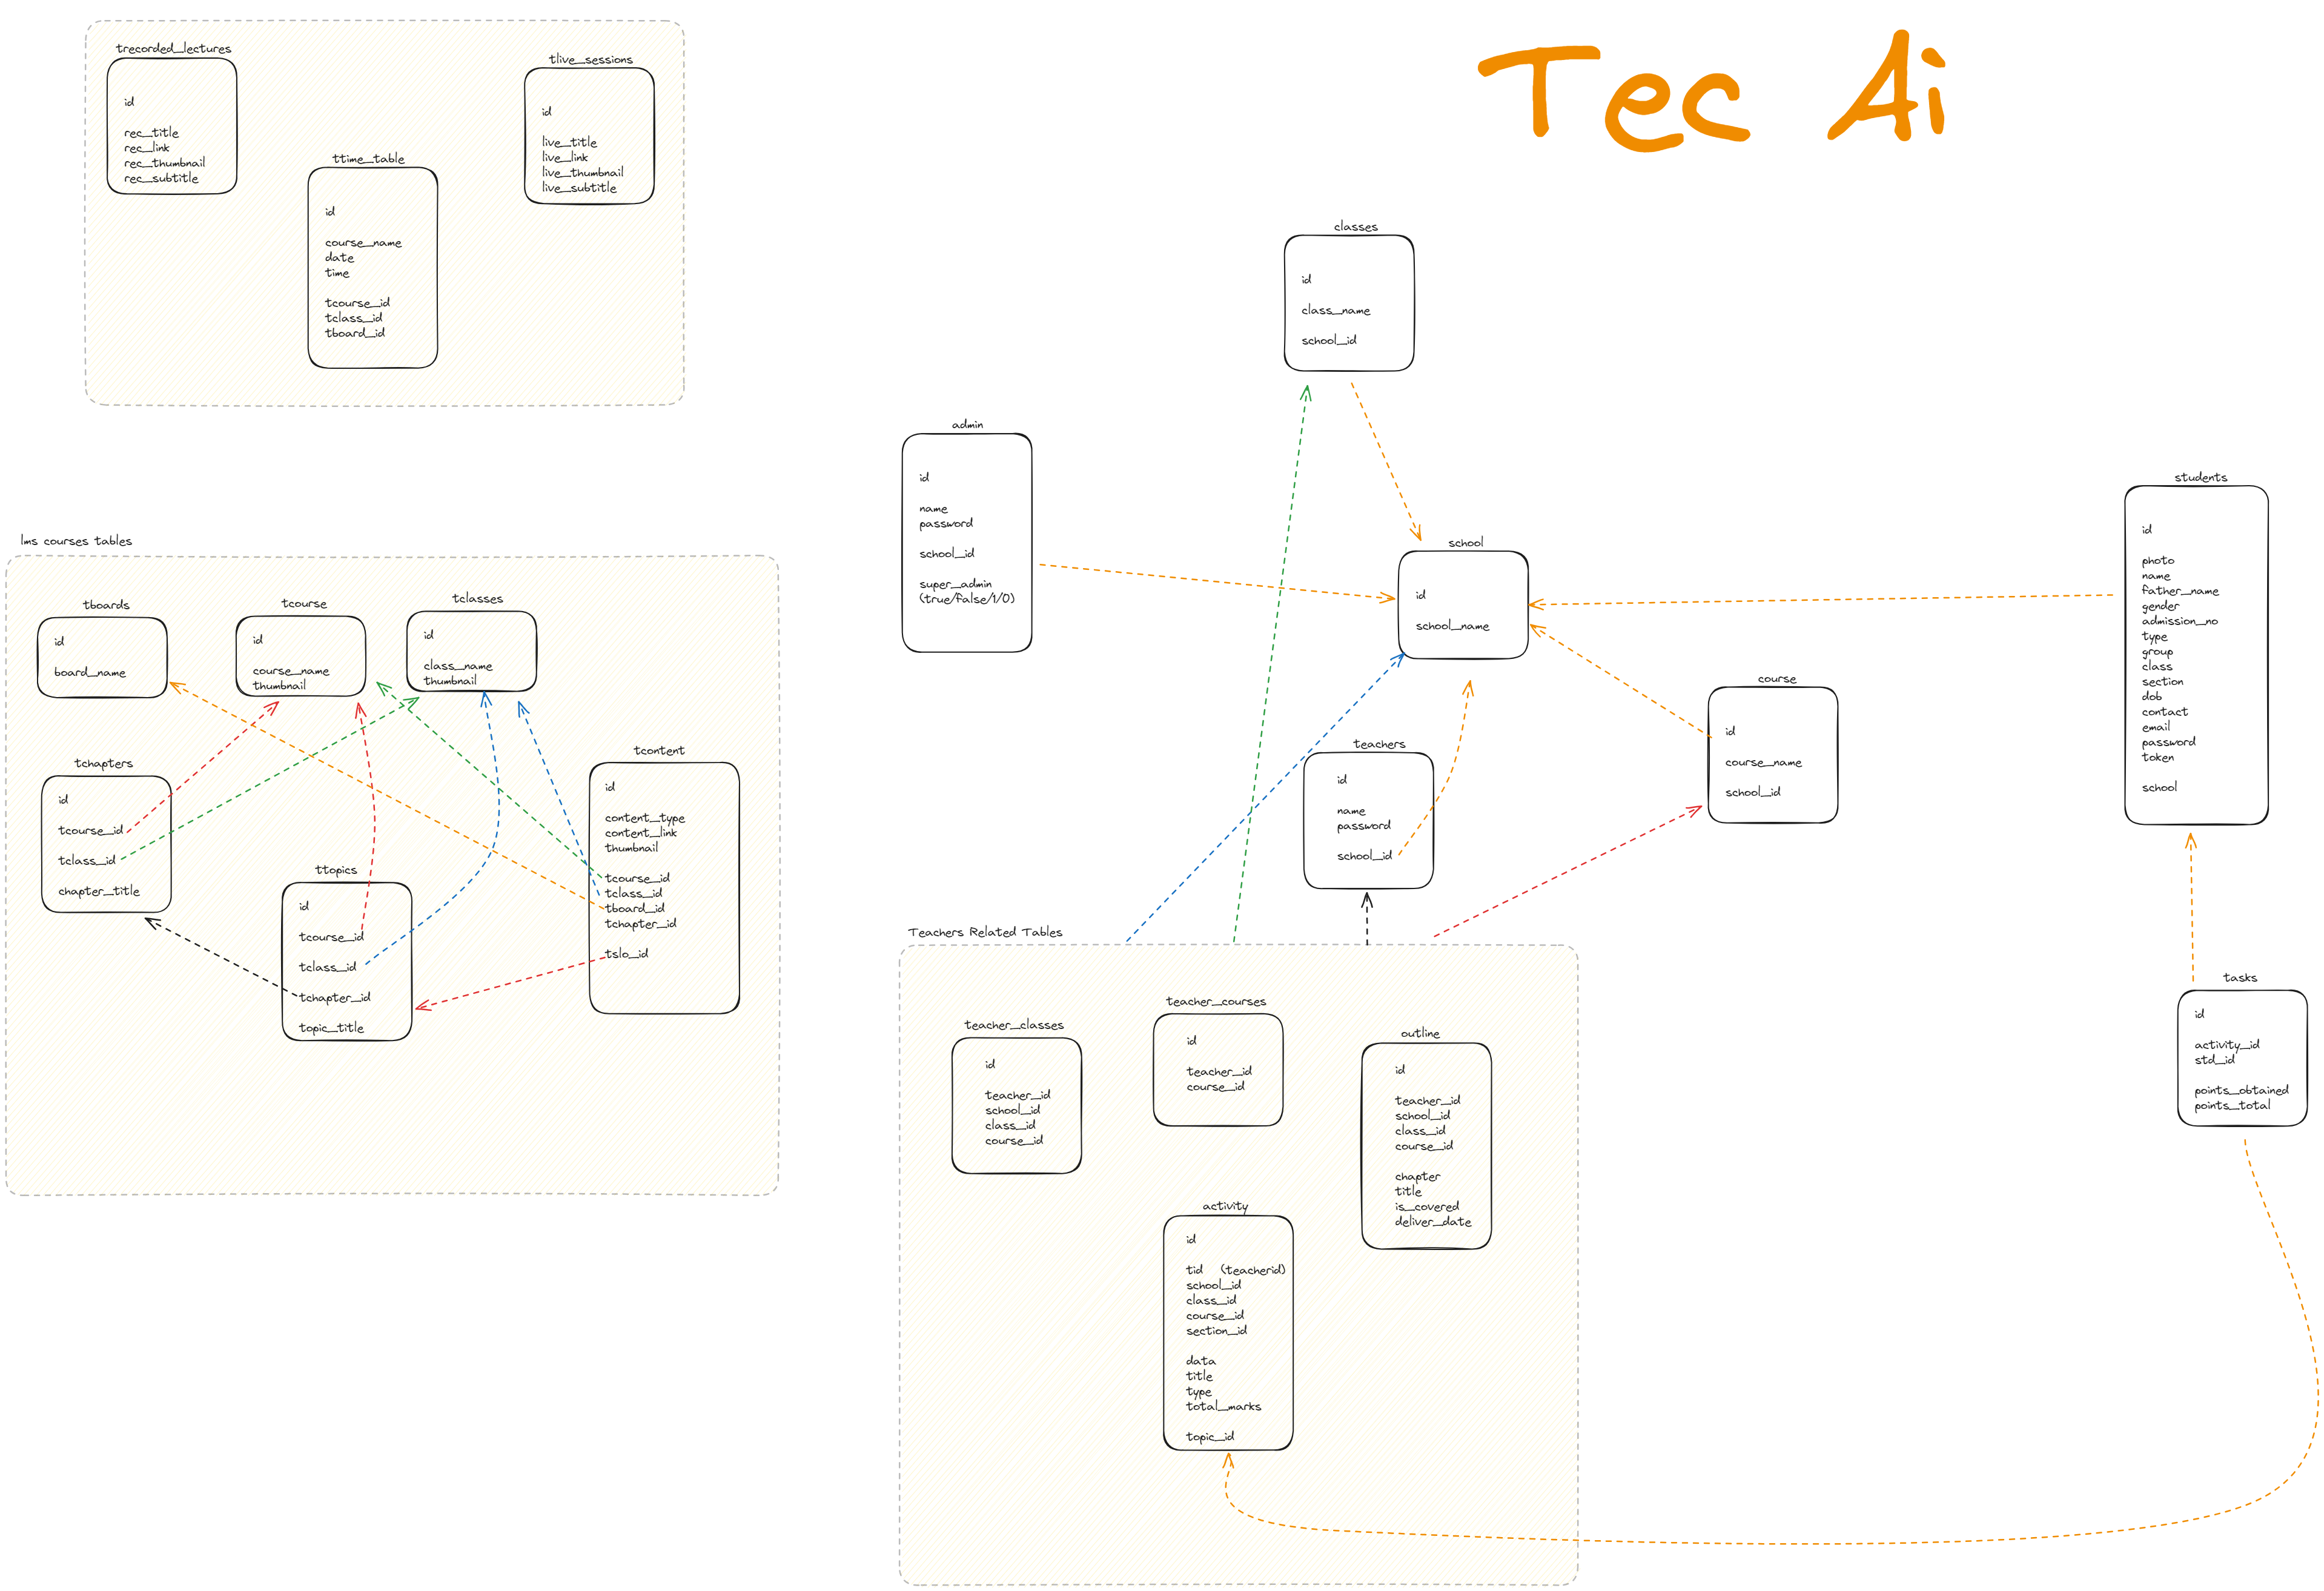 Tec Ai
trecorded_lectures
id
rec_title
rec_link
rec_thumbnail
rec_subtitle
ttime_table
id
course_name
date
time
tcourse_id
tclass_id
tboard_id
tlive_sessions
id
live_title
live_link
live_thumbnail
live_subtitle
lms courses tables
tboards
id
board_name
tcourse
id
course_name
thumbnail
tclasses
id
class_name
thumbnail
tchapters
id
tcourse_id
tclass_id
chapter_title
ttopics
id
tcourse_id
tclass_id
tchapter_id
topic_title
tcontent
id
content_type
content_link
thumbnail
tcourse_id
tclass_id
tboard_id
tchapter_id
tslo_id
classes
id
class_name
school_id
admin
id
name
password
school_id
super_admin
(true/false/1/0)
school
id
school_name
teachers
id
name
password
school_id
course
id
course_name
school_id
students
id
photo
name
father_name
gender
admission_no
type
group
class
section
dob
contact
email
password
token
school
tasks
id
activity_id
std_id
points_obtained
points_total
Teachers Related Tables
teacher_classes
id
teacher_id
school_id
class_id
course_id
teacher_courses
id
teacher_id
course_id
outline
id
teacher_id
school_id
class_id
course_id
chapter
title
is_covered
deliver_date
activity
id
tid (teacherid)
school_id
class_id
course_id
section_id
data
title
type
total_marks
topic_id